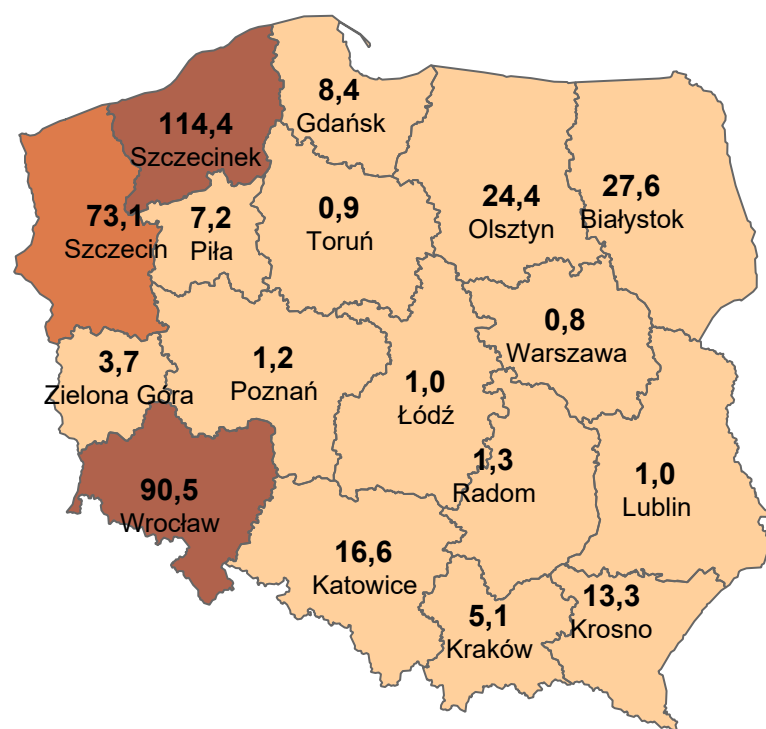 8,4
Gdańsk
114,4
Szczecinek
24,4
Olsztyn
27,6
Białystok
73,1
Szczecin
7,2
Piła
0,9
Toruń
0,8
Warszawa
3,7
Zielona Góra
1,2
Poznań
1,0
Łódź
1,3
Radom
1,0
Lublin
90,5
Wrocław
16,6
Katowice
5,1
Kraków
13,3
Krosno